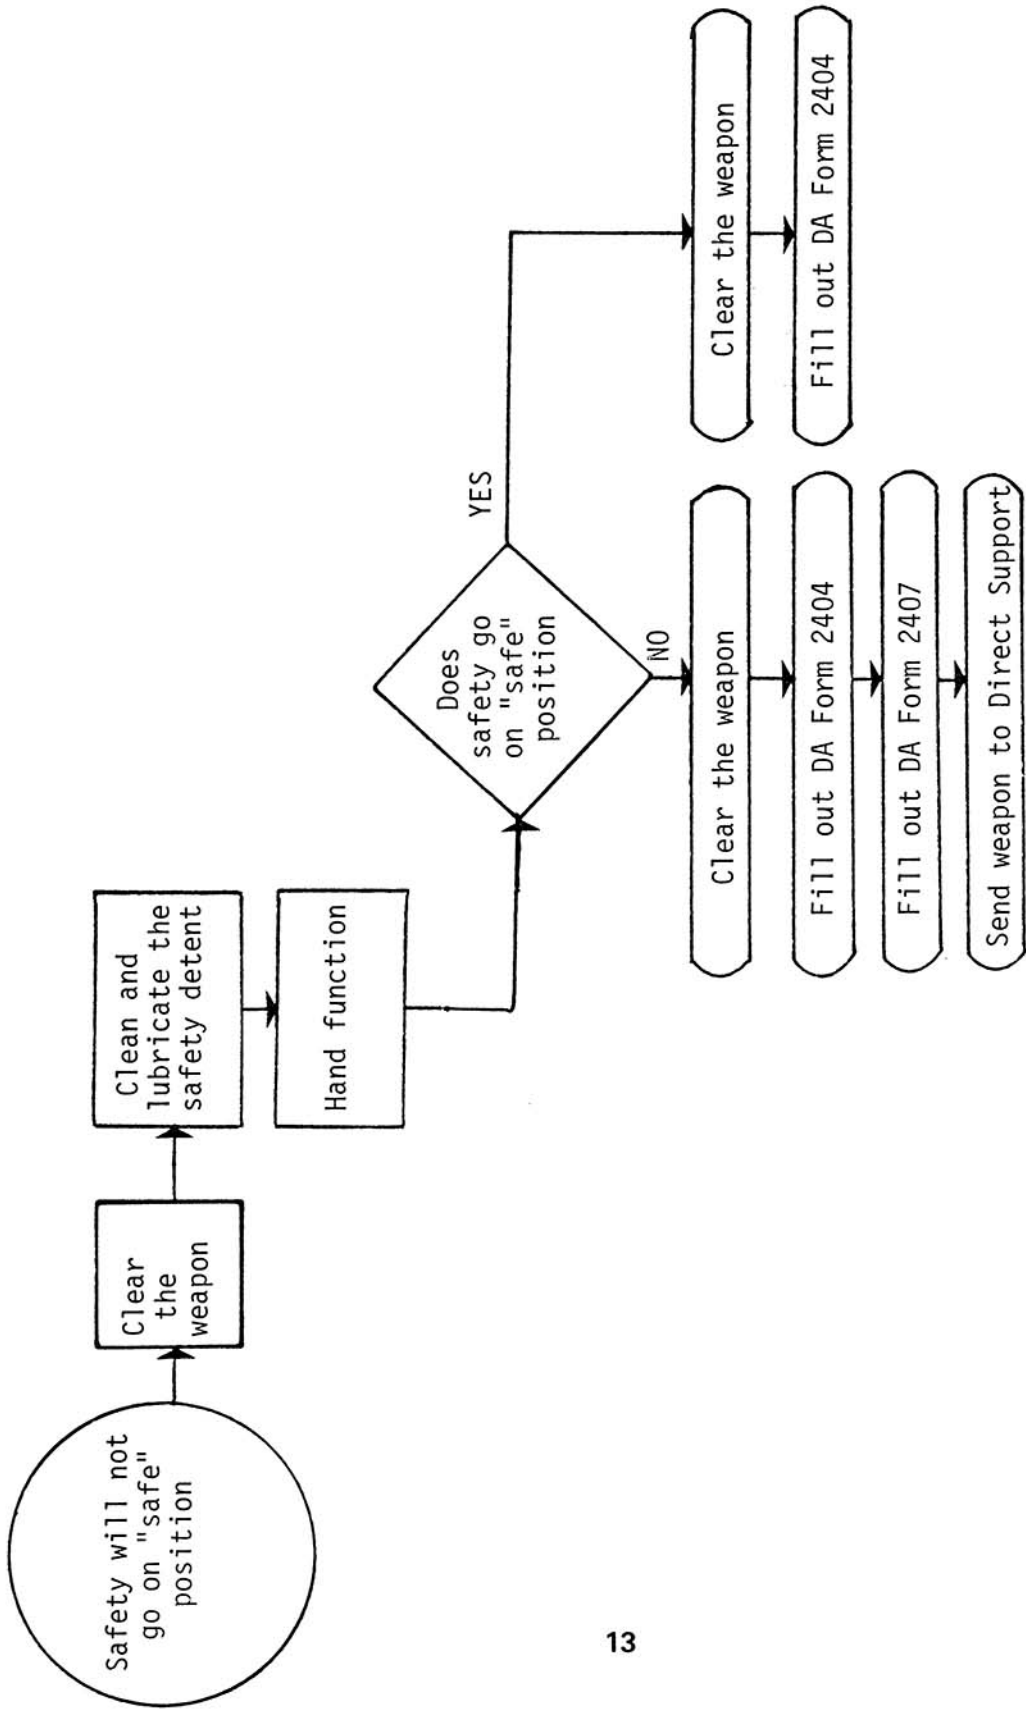 Safety will not
go on "safe"
position
Clear
the
weapon
Clean and
lubricate the
safety detent
Hand function
Does
safety go
on "safe"
position
YES
Clear the weapon
Fill out DA Form 2404
NO
Clear the weapon
Fill out DA Form 2404
Fill out DA Form 2407
Send weapon to Direct Support
13